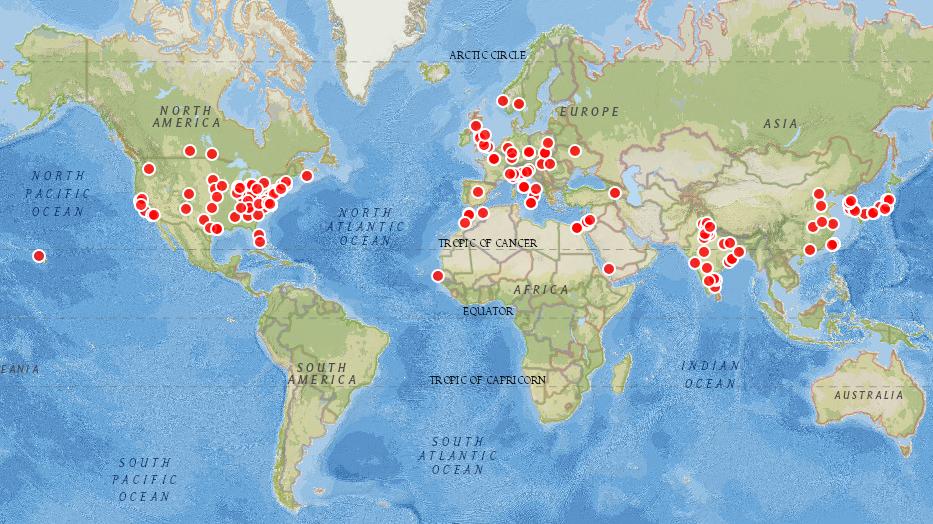 ARCTIC CIRCLE
NORTH
AMERICA
EUROPE
ASIA
NORTH
PACIFIC
OCEAN
NORTH
ATLANTIC
OCEAN
TROPIC OF CANCER
AFRICA
EQUATOR
EANIA
SOUTH
AMERICA
TROPIC OF CAPRICORN
INDIAN
OCEAN
AUSTRALIA
SOUTH
ATLANTIC
OCEAN
SOUTH
PACIFIC
OCEAN